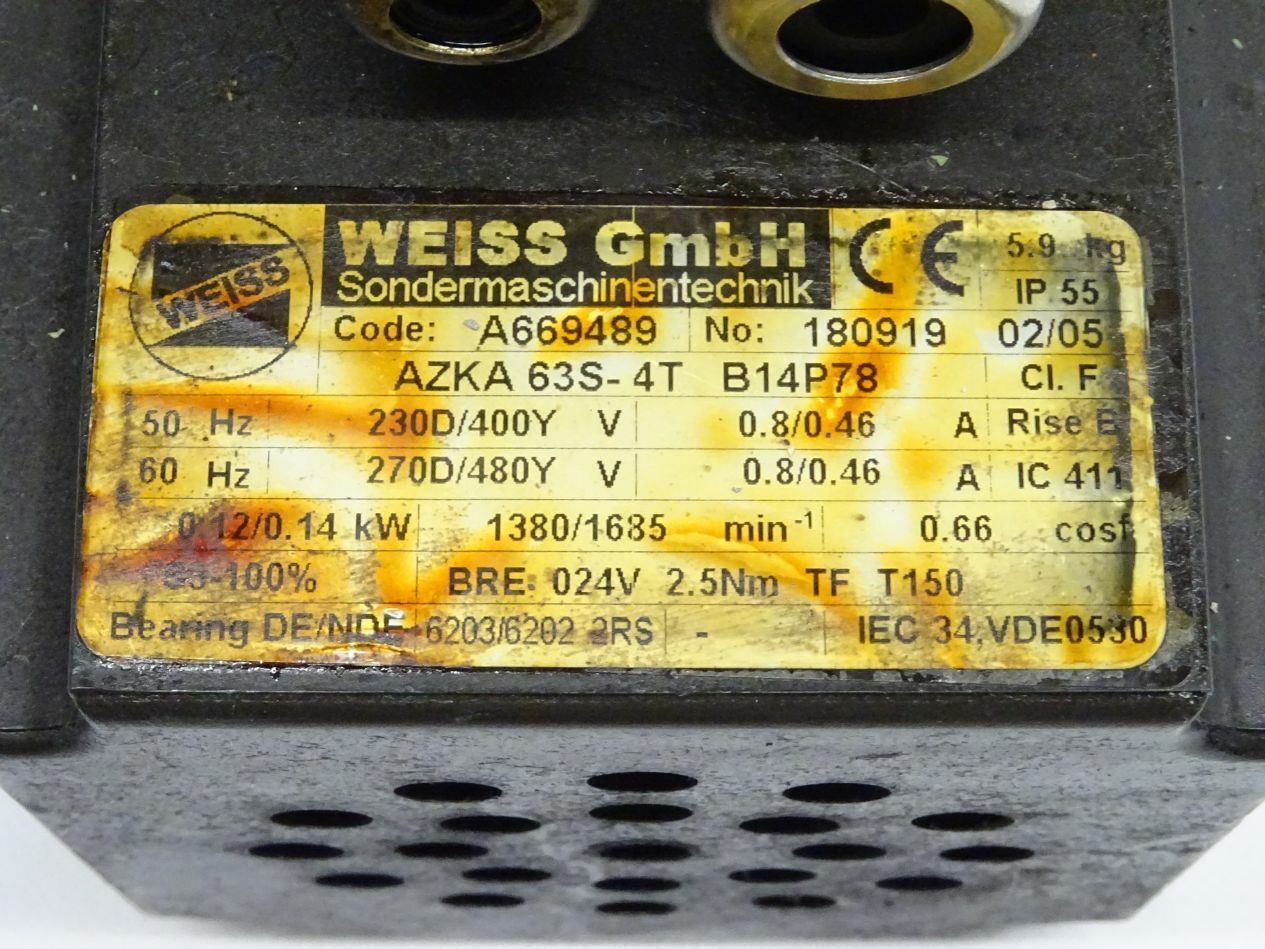 WEISS
WEISS GmbH CE 5.9 kg
Sondermaschinentechnik IP 55
Code: A669489 No: 180919 02/05
AZKA 63S-4T B14P78 Cl. F
50 Hz 230D/400Y V 0.8/0.46 A Rise B
60 Hz 270D/480Y V 0.8/0.46 A IC 411
0.12/0.14 kW 1380/1685 min-1 0.66 cosf
100% BRE: 024V 2.5Nm TF T150
Bearing DE/NDE 6203/6202 2RS - IEC 34,VDE0530